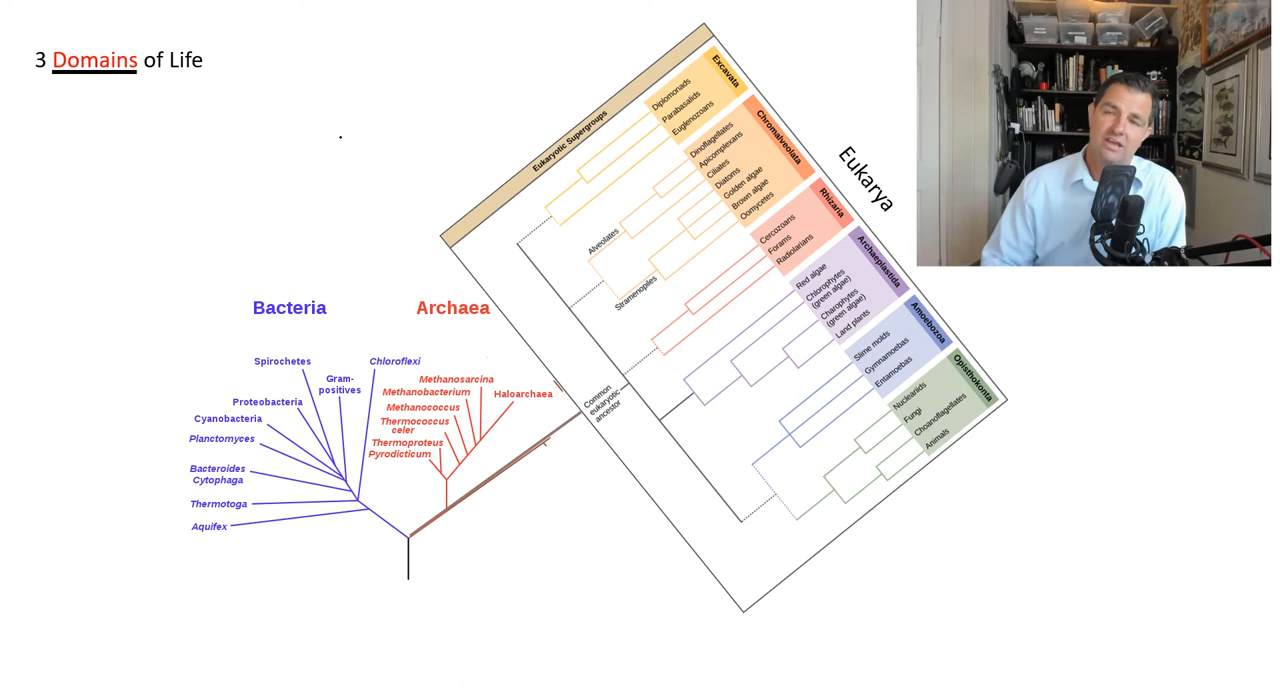 3 Domains of Life
Eukaryotic Supergroups
Diplomonads
Parabasalids
Euglenozoans
Excavata
Dinoflagellates
Apicomplexans
Ciliates
Diatoms
Golden algae
Brown algae
Oomycetes
Chromalveolata
Alveolates
Stramenopiles
Cercozoans
Forams
Radiolarians
Rhizaria
Eukarya
Red algae
Chlorophytes
(green algae)
Charophytes
(green algae)
Land plants
Archaeplastida
Slime molds
Gymnamoebas
Entamoebas
Amoebozoa
Nucleariids
Fungi
Choanoflagellates
Animals
Opisthokonta
Common
eukaryotic
ancestor
Bacteria
Spirochetes
Chloroflexi
Gram-
positives
Proteobacteria
Cyanobacteria
Planctomyces
Bacteroides
Cytophaga
Thermotoga
Aquifex
Archaea
Methanosarcina
Methanobacterium
Haloarchaea
Methanococcus
Thermococcus
celer
Thermoproteus
Pyrodicticum